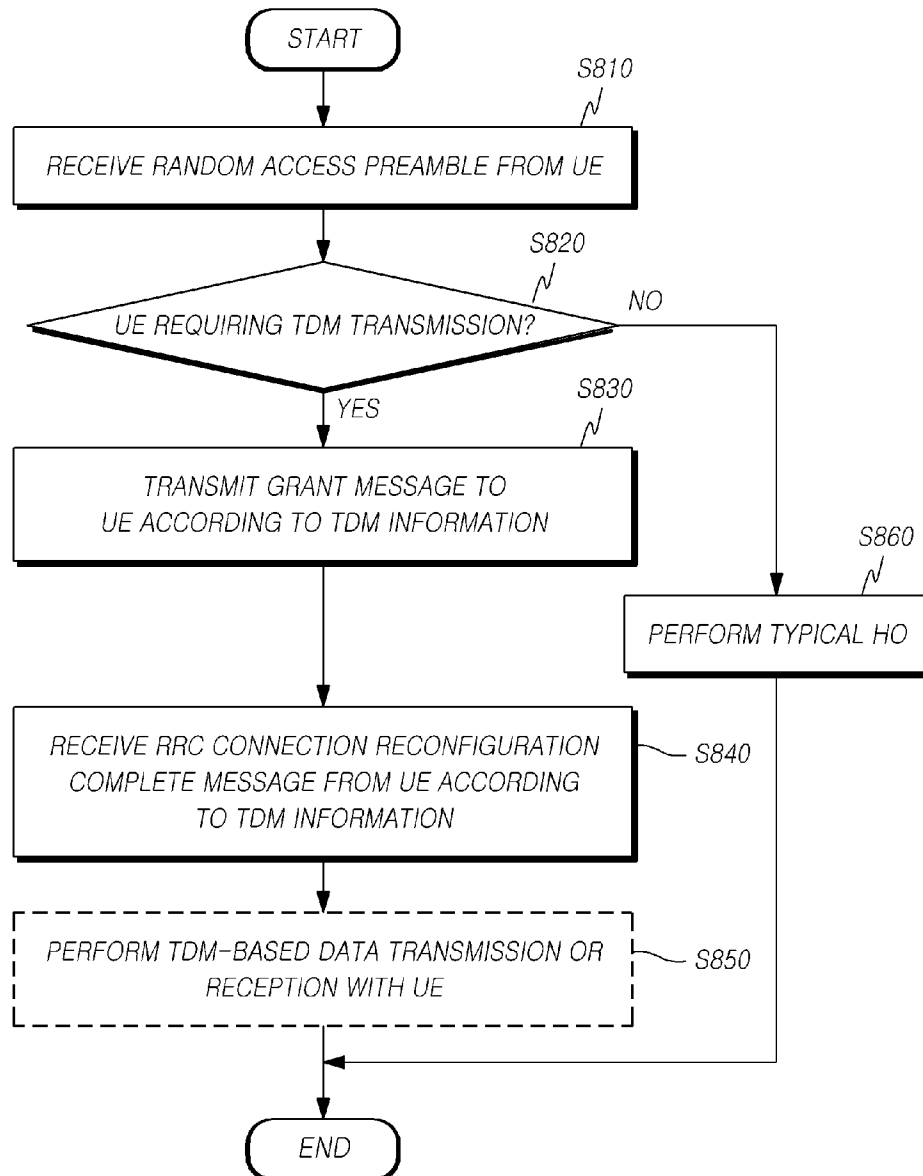 START
S810
RECEIVE RANDOM ACCESS PREAMBLE FROM UE
S820
UE REQUIRING TDM TRANSMISSION?
NO
YES
S830
TRANSMIT GRANT MESSAGE TO
UE ACCORDING TO TDM INFORMATION
S860
PERFORM TYPICAL HO
RECEIVE RRC CONNECTION RECONFIGURATION
COMPLETE MESSAGE FROM UE ACCORDING
TO TDM INFORMATION
S840
PERFORM TDM-BASED DATA TRANSMISSION OR
RECEPTION WITH UE
S850
END